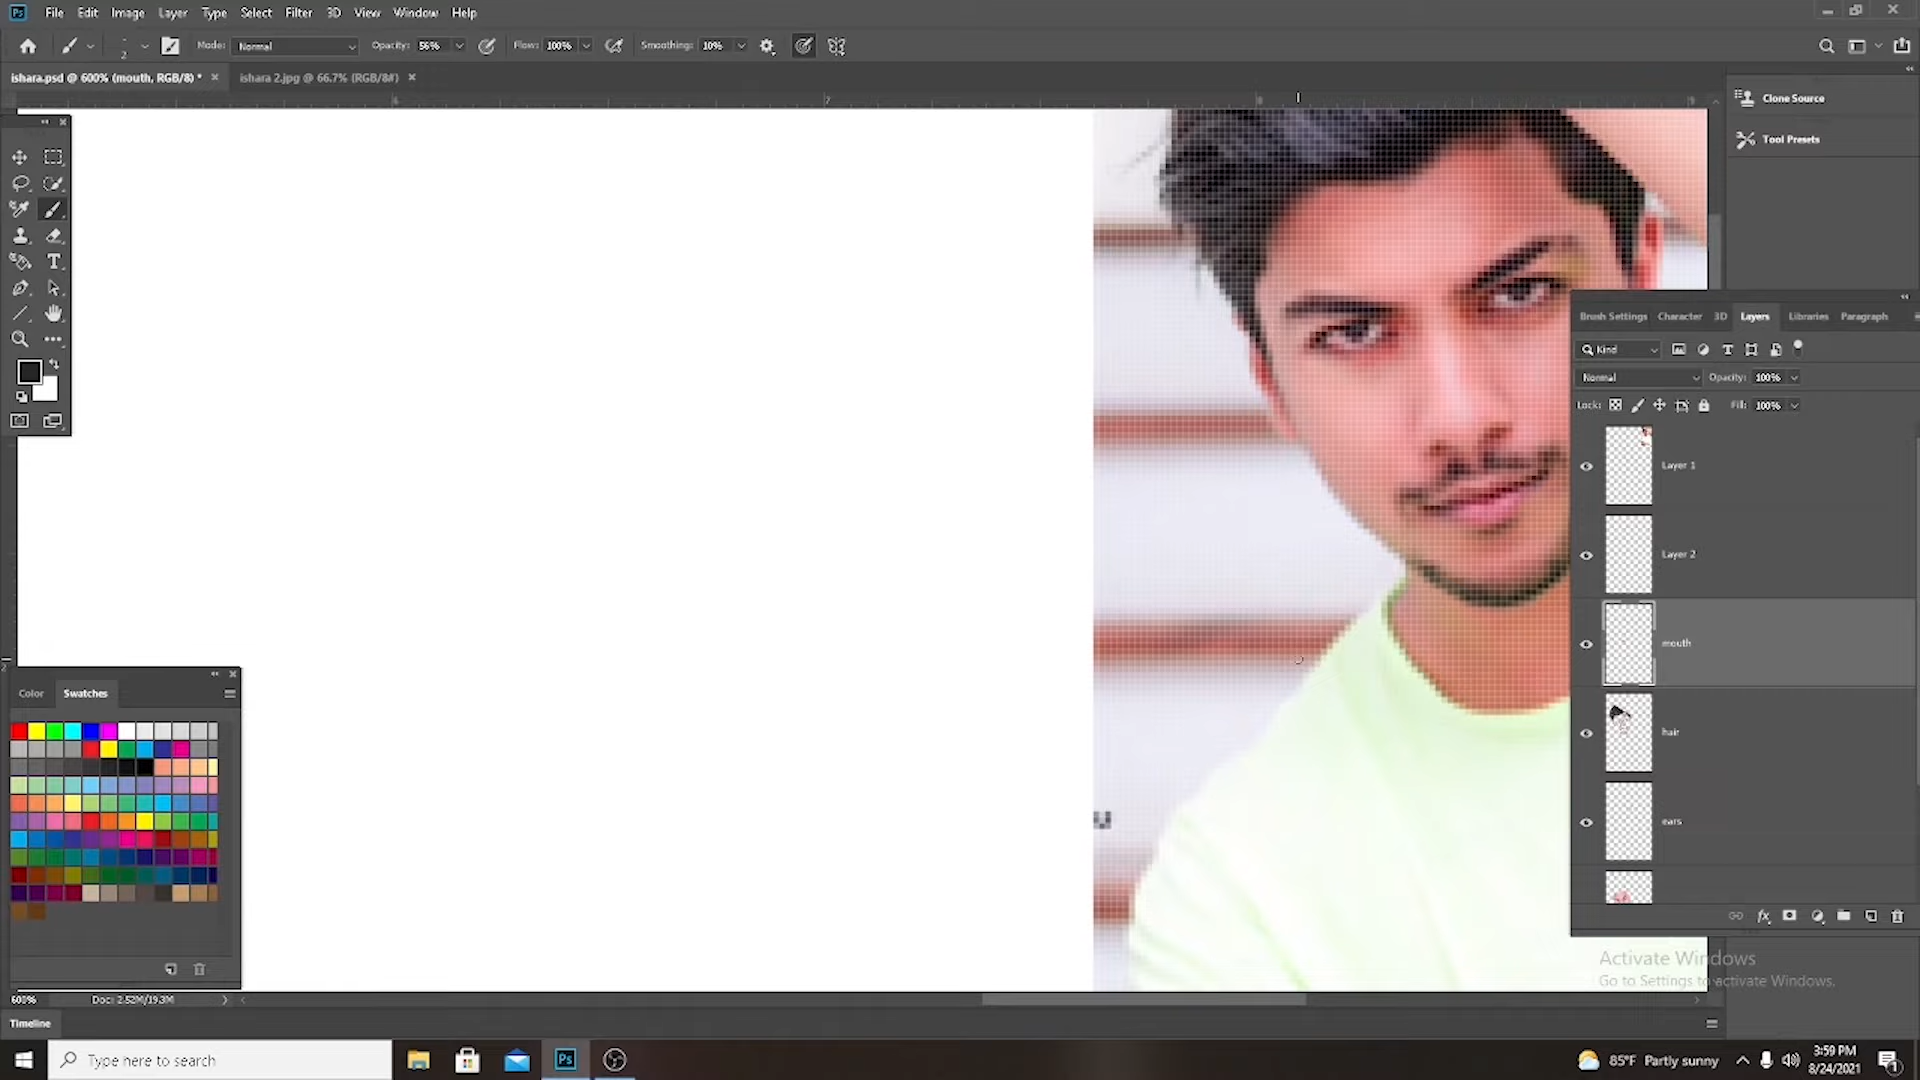 Ps File Edit Image Layer Type Select Filter 3D View Window Help
2 Mode: Normal Opacity: 56% Flow: 100% Smoothing: 10%
ishara.psd @ 600% (mouth, RGB/8) * × ishara 2.jpg @ 66.7% (RGB/8#) ×
Clone Source
Tool Presets
Brush Settings Character 3D Layers Libraries Paragraph
Kind
Normal Opacity: 100%
Lock: Fill: 100%
Layer 1
Layer 2
mouth
hair
ears
Color Swatches
Activate Windows
Go to Settings to activate Windows.
600% Doc: 2.52M/19.3M
Timeline
Type here to search
Ps
85°F Partly sunny
3:59 PM
8/24/2021
1